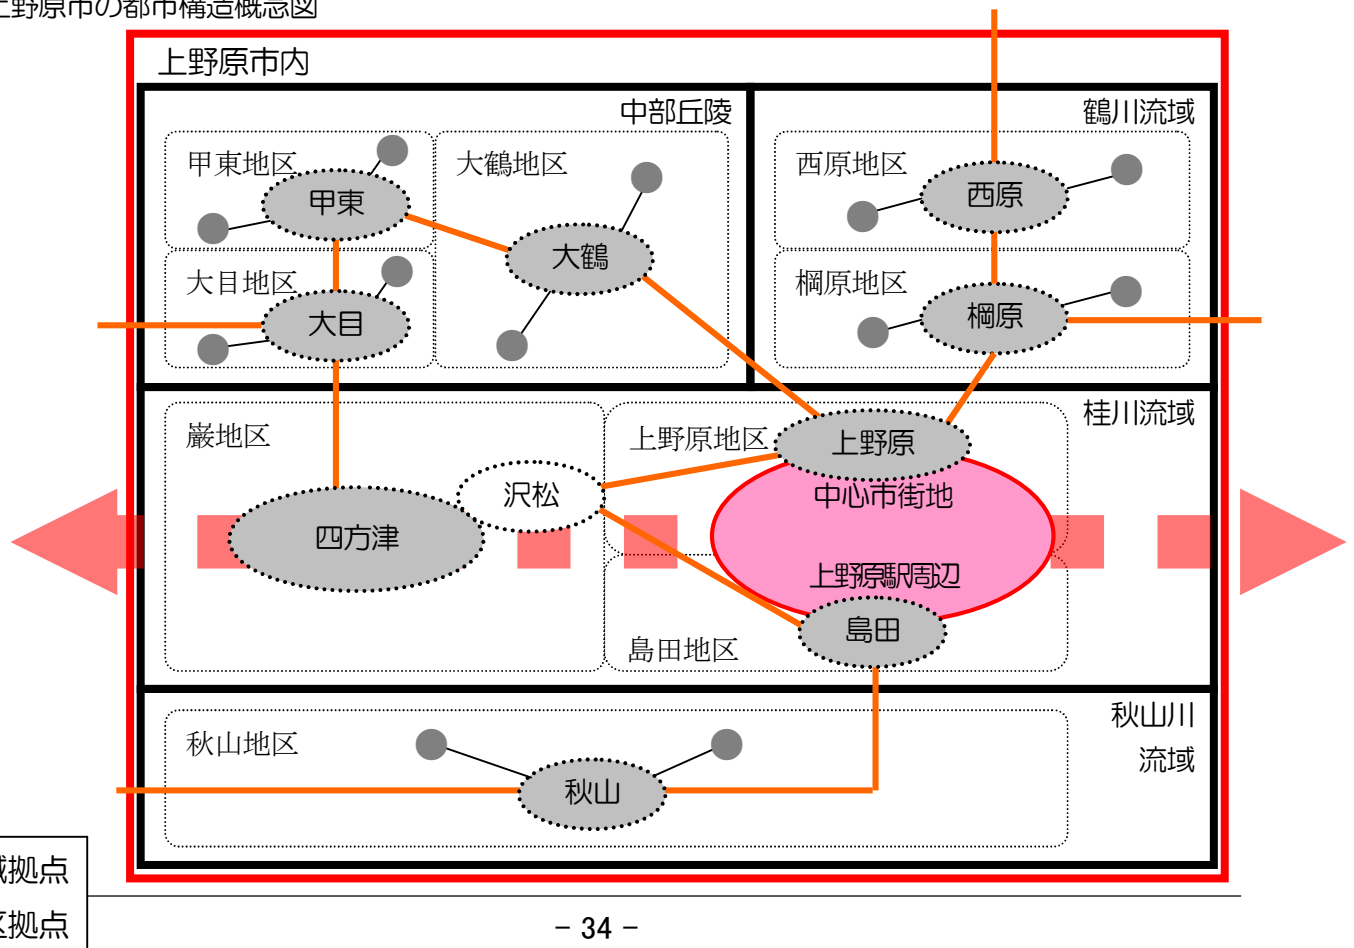 上野原市の都市構造概念図
上野原市内
中部丘陵
鶴川流域
甲東地区
大鶴地区
西原地区
甲東
西原
大鶴
大目地区
棡原地区
大目
棡原
桂川流域
巌地区
上野原地区
上野原
沢松
中心市街地
四方津
上野原駅周辺
島田
島田地区
秋山川
流域
秋山地区
秋山
域拠点
区拠点
- 34 -